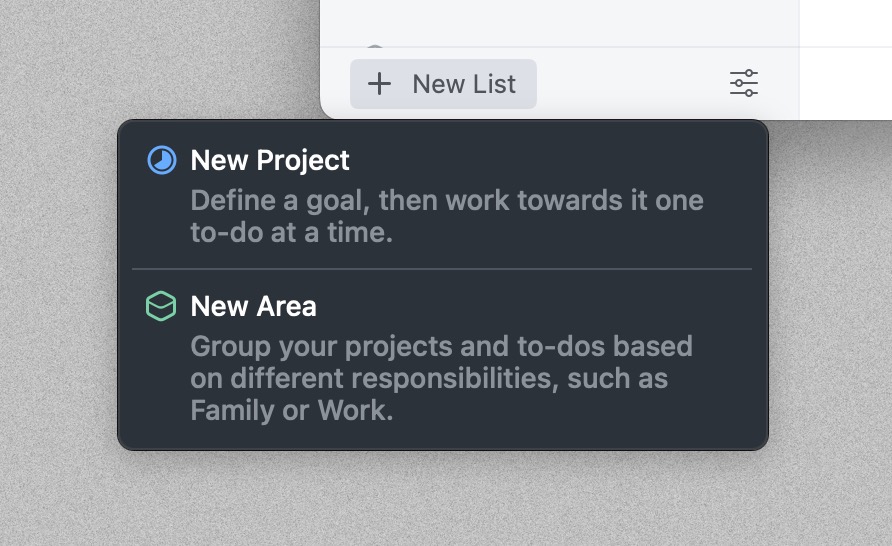 New List
New Project
Define a goal, then work towards it one
to-do at a time.
New Area
Group your projects and to-dos based
on different responsibilities, such as
Family or Work.